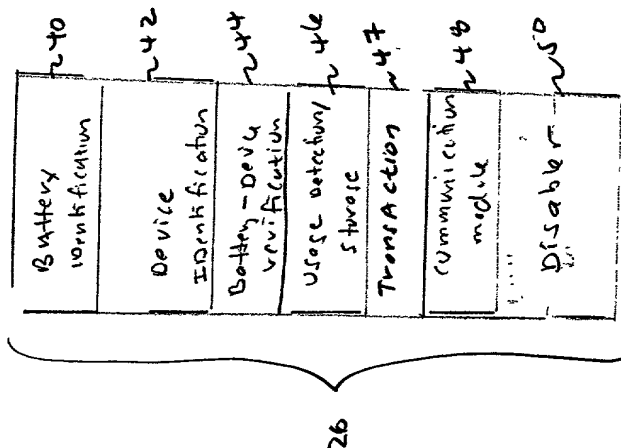 Battery
Identification
~40
Device
IDentification
~42
Battery-Device
verification
~44
Usage Detection/
storage
~46
TransAction
~47
communication
module
~48
Disabler
~50
26